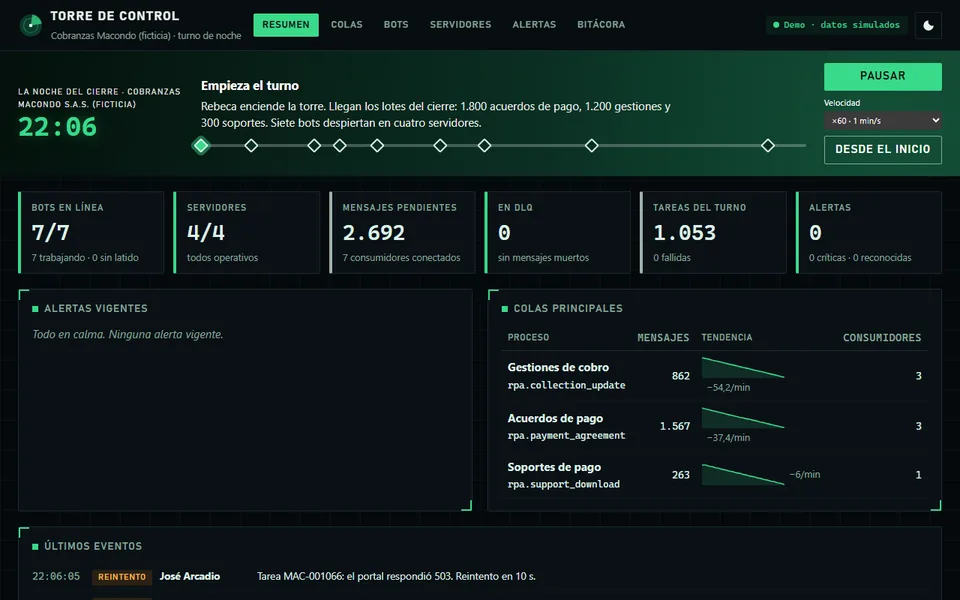 TORRE DE CONTROL
Cobranzas Macondo (ficticia) · turno de noche
RESUMEN
COLAS
BOTS
SERVIDORES
ALERTAS
BITÁCORA
Demo · datos simulados
LA NOCHE DEL CIERRE · COBRANZAS
MACONDO S.A.S. (FICTICIA)
22:06
Empieza el turno
Rebeca enciende la torre. Llegan los lotes del cierre: 1.800 acuerdos de pago, 1.200 gestiones y
300 soportes. Siete bots despiertan en cuatro servidores.
PAUSAR
Velocidad
×60 · 1 min/s
DESDE EL INICIO
BOTS EN LÍNEA
7/7
7 trabajando · 0 sin latido
SERVIDORES
4/4
todos operativos
MENSAJES PENDIENTES
2.692
7 consumidores conectados
EN DLQ
0
sin mensajes muertos
TAREAS DEL TURNO
1.053
0 fallidas
ALERTAS
0
0 críticas · 0 reconocidas
ALERTAS VIGENTES
Todo en calma. Ninguna alerta vigente.
COLAS PRINCIPALES
PROCESO MENSAJES TENDENCIA CONSUMIDORES
Gestiones de cobro
rpa.collection_update
862
−54,2/min
3
Acuerdos de pago
rpa.payment_agreement
1.567
−37,4/min
3
Soportes de pago
rpa.support_download
263
−6/min
1
ÚLTIMOS EVENTOS
22:06:05 REINTENTO José Arcadio Tarea MAC-001066: el portal respondió 503. Reintento en 10 s.